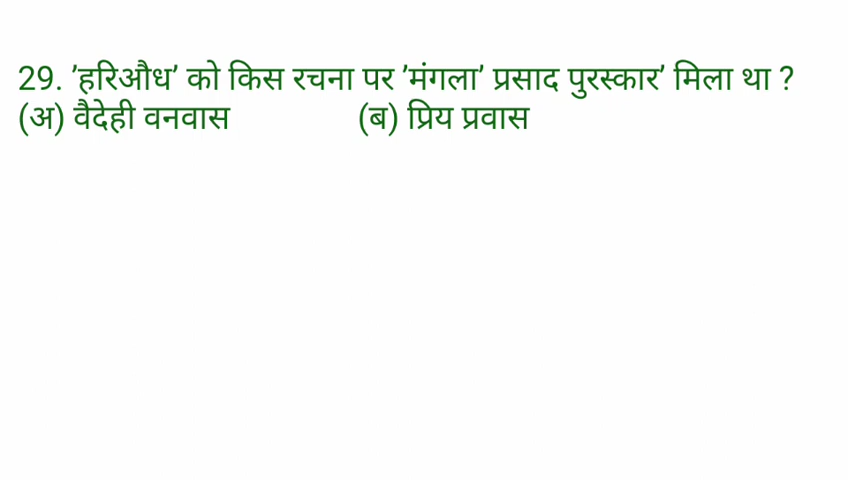 29. ’हरिऔध’ को किस रचना पर ’मंगला’ प्रसाद पुरस्कार’ मिला था ?
(अ) वैदेही वनवास (ब) प्रिय प्रवास